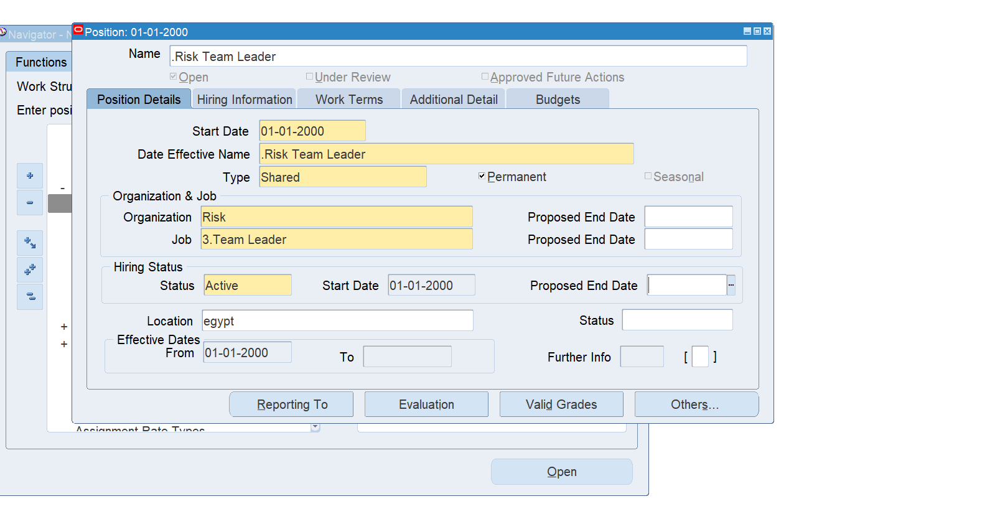 Navigator - N
Position: 01-01-2000
Functions
Work Stru
Enter posi
Name .Risk Team Leader
Open Under Review Approved Future Actions
Position Details Hiring Information Work Terms Additional Detail Budgets
Start Date 01-01-2000
Date Effective Name .Risk Team Leader
Type Shared Permanent Seasonal
Organization & Job
Organization Risk Proposed End Date
Job 3.Team Leader Proposed End Date
Hiring Status
Status Active Start Date 01-01-2000 Proposed End Date ...
Location egypt Status
Effective Dates
From 01-01-2000 To Further Info [ ]
Reporting To Evaluation Valid Grades Others...
Assignment Rate Types
Open